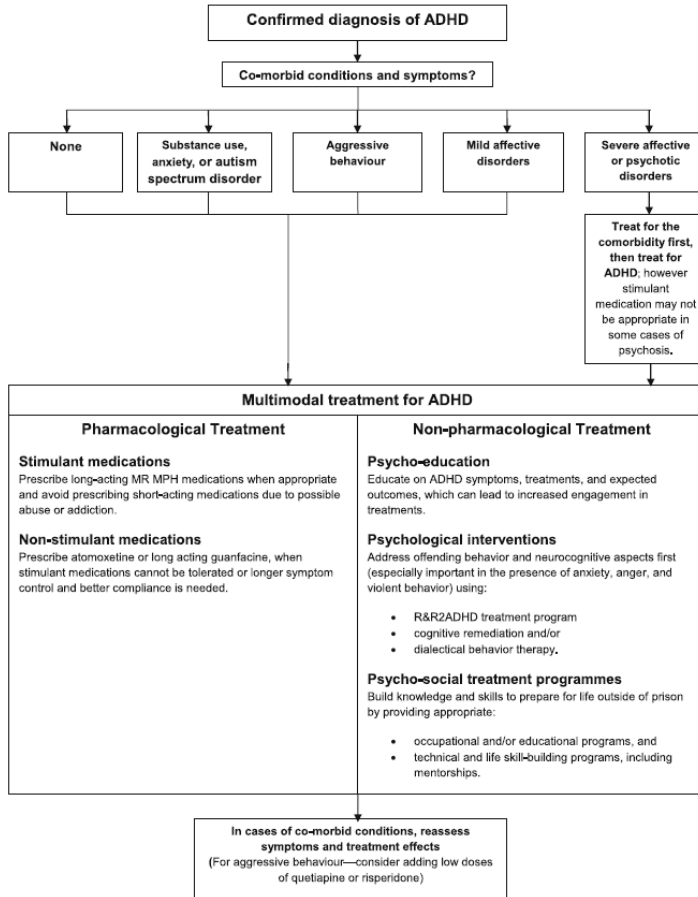 Confirmed diagnosis of ADHD
Co-morbid conditions and symptoms?
None
Substance use,
anxiety, or autism
spectrum disorder
Aggressive
behaviour
Mild affective
disorders
Severe affective
or psychotic
disorders
Treat for the
comorbidity first,
then treat for
ADHD; however
stimulant
medication may not
be appropriate in
some cases of
psychosis.
Multimodal treatment for ADHD
Pharmacological Treatment
Stimulant medications
Prescribe long-acting MR MPH medications when appropriate
and avoid prescribing short-acting medications due to possible
abuse or addiction.
Non-stimulant medications
Prescribe atomoxetine or long acting guanfacine, when
stimulant medications cannot be tolerated or longer symptom
control and better compliance is needed.
Non-pharmacological Treatment
Psycho-education
Educate on ADHD symptoms, treatments, and expected
outcomes, which can lead to increased engagement in
treatments.
Psychological interventions
Address offending behavior and neurocognitive aspects first
(especially important in the presence of anxiety, anger, and
violent behavior) using:
• R&R2ADHD treatment program
• cognitive remediation and/or
• dialectical behavior therapy.
Psycho-social treatment programmes
Build knowledge and skills to prepare for life outside of prison
by providing appropriate:
• occupational and/or educational programs, and
• technical and life skill-building programs, including
mentorships.
In cases of co-morbid conditions, reassess
symptoms and treatment effects
(For aggressive behaviour—consider adding low doses
of quetiapine or risperidone)